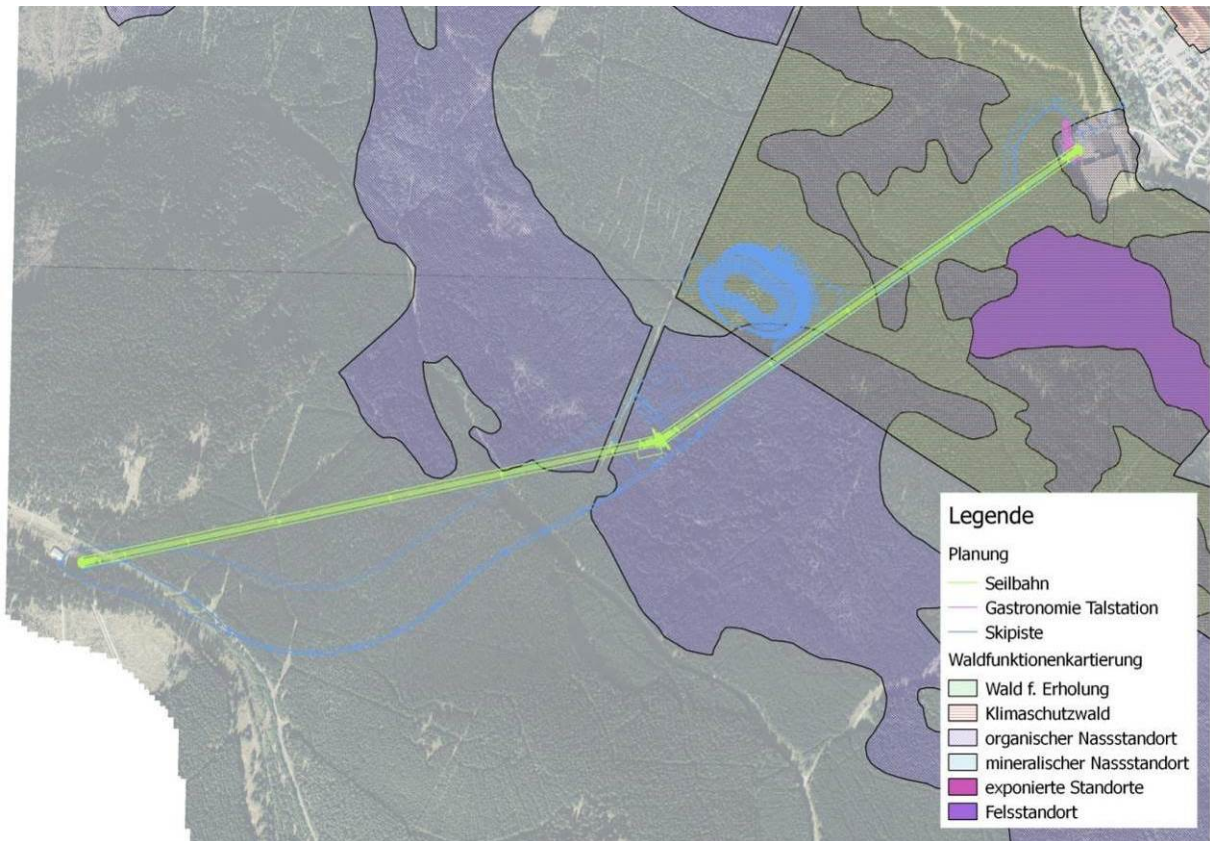 Legende
Planung
Seilbahn
Gastronomie Talstation
Skipiste
Waldfunktionenkartierung
Wald f. Erholung
Klimaschutzwald
organischer Nassstandort
mineralischer Nassstandort
exponierte Standorte
Felsstandort